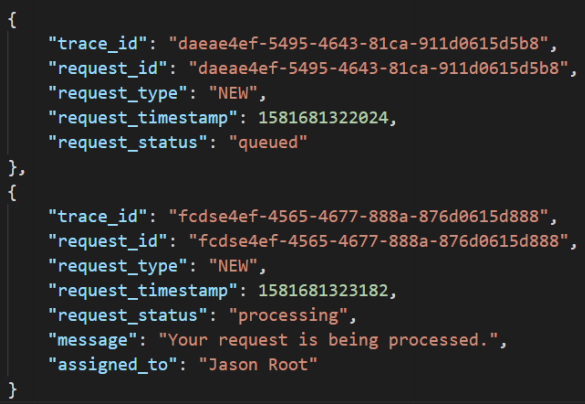 {
    "trace_id": "daeae4ef-5495-4643-81ca-911d0615d5b8",
    "request_id": "daeae4ef-5495-4643-81ca-911d0615d5b8",
    "request_type": "NEW",
    "request_timestamp": 1581681322024,
    "request_status": "queued"
},
{
    "trace_id": "fcdse4ef-4565-4677-888a-876d0615d888",
    "request_id": "fcdse4ef-4565-4677-888a-876d0615d888",
    "request_type": "NEW",
    "request_timestamp": 1581681323182,
    "request_status": "processing",
    "message": "Your request is being processed.",
    "assigned_to": "Jason Root"
}